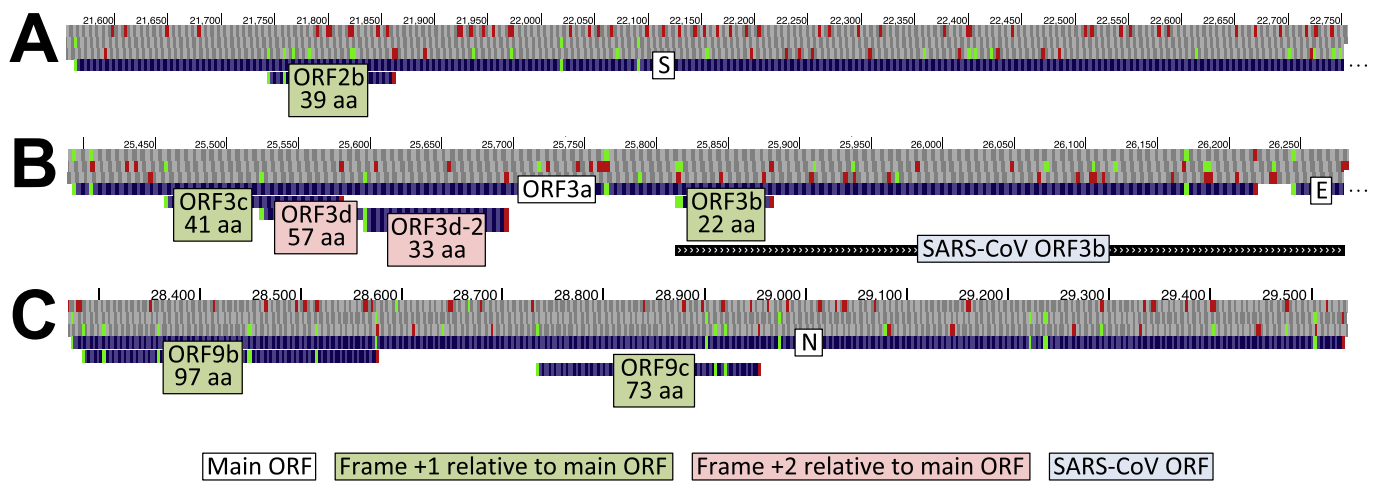 A
21,600 21,650 21,700 21,750 21,800 21,850 21,900 21,950 22,000 22,050 22,100 22,150 22,200 22,250 22,300 22,350 22,400 22,450 22,500 22,550 22,600 22,650 22,700 22,750
S
...
ORF2b
39 aa
B
25,450 25,500 25,550 25,600 25,650 25,700 25,750 25,800 25,850 25,900 25,950 26,000 26,050 26,100 26,150 26,200 26,250
ORF3a
E
...
ORF3c
41 aa
ORF3d
57 aa
ORF3d-2
33 aa
ORF3b
22 aa
SARS-CoV ORF3b
C
28,400 28,500 28,600 28,700 28,800 28,900 29,000 29,100 29,200 29,300 29,400 29,500
N
ORF9b
97 aa
ORF9c
73 aa
Main ORF
Frame +1 relative to main ORF
Frame +2 relative to main ORF
SARS-CoV ORF